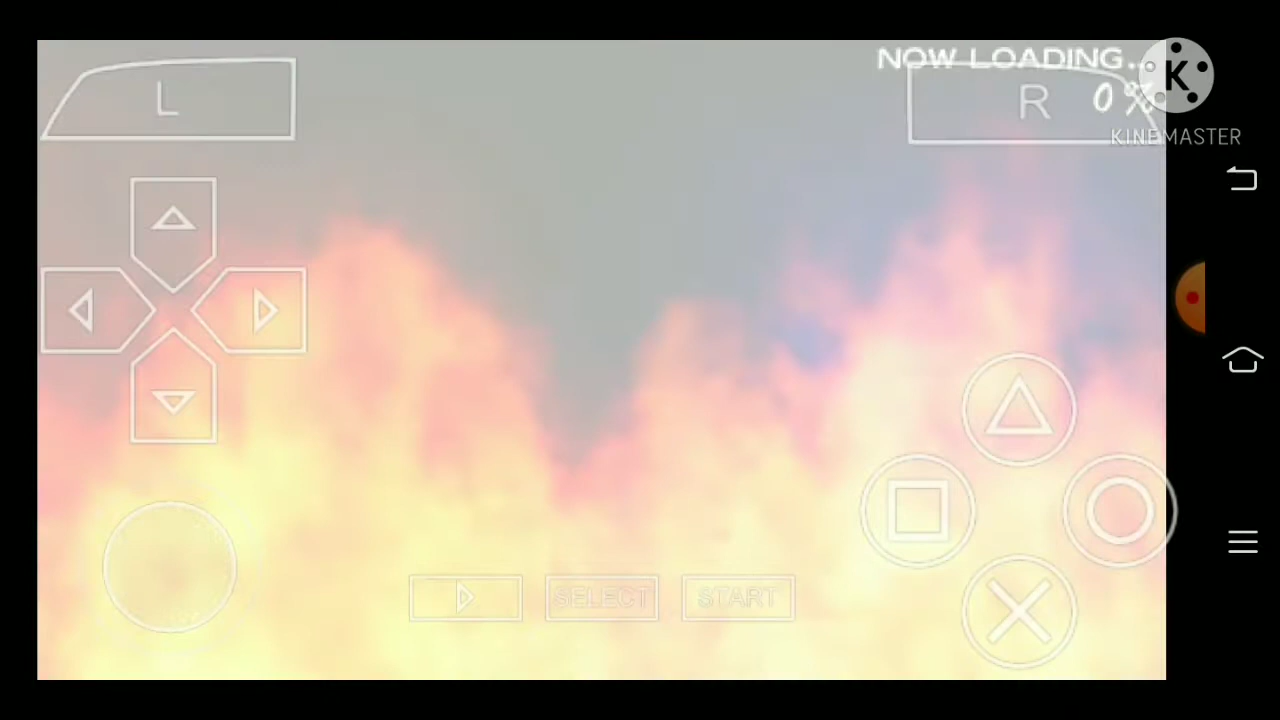 NOW LOADING...
0 %
L
R
K
KINEMASTER
SELECT
START